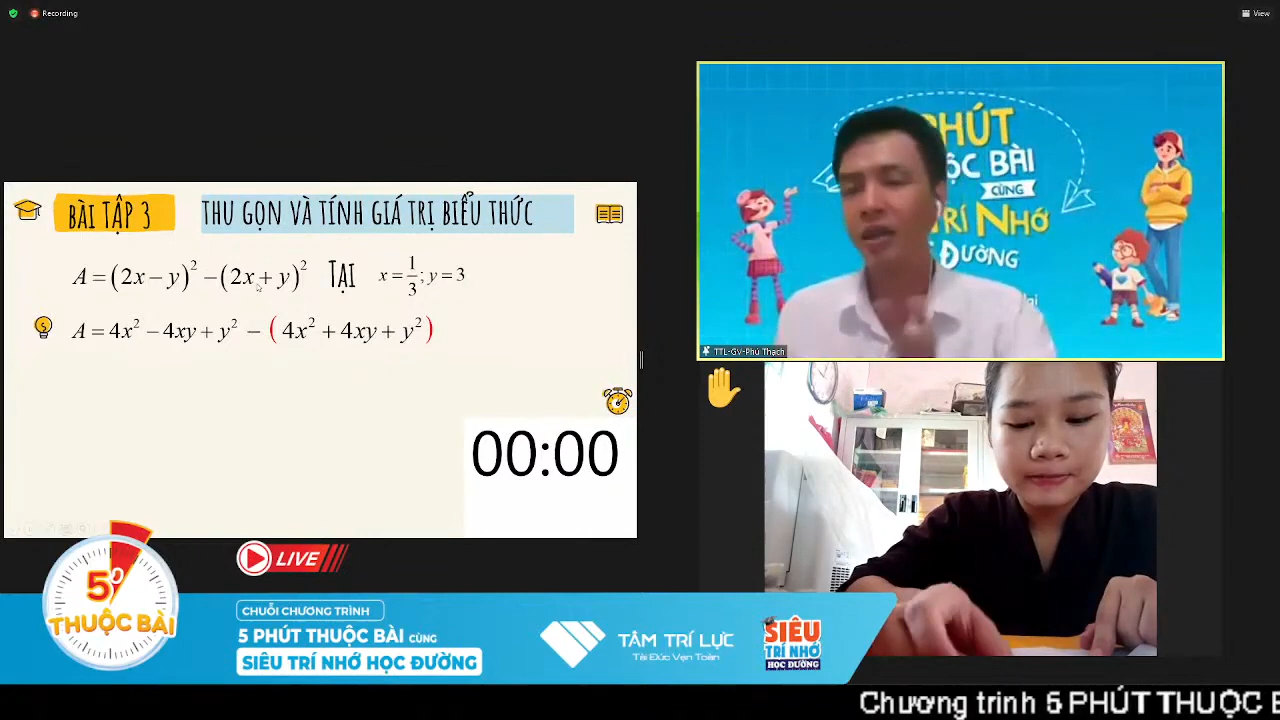 Recording
View
BÀI TẬP 3
THU GỌN VÀ TÍNH GIÁ TRỊ BIỂU THỨC
A = (2x − y)² − (2x + y)² TẠI x = 1/3; y = 3
A = 4x² − 4xy + y² − (4x² + 4xy + y²)
00:00
PHÚT
ỘC BÀI
CÙNG
TRÍ NHỚ
ĐƯỜNG
TTL-GV-Phú Thạch
5
THUỘC BÀI
LIVE
CHUỖI CHƯƠNG TRÌNH
5 PHÚT THUỘC BÀI CÙNG
SIÊU TRÍ NHỚ HỌC ĐƯỜNG
TÂM TRÍ LỰC
Tài Đức Vẹn Toàn
SIÊU
TRÍ NHỚ
HỌC ĐƯỜNG
Chương trình 5 PHÚT THUỘC